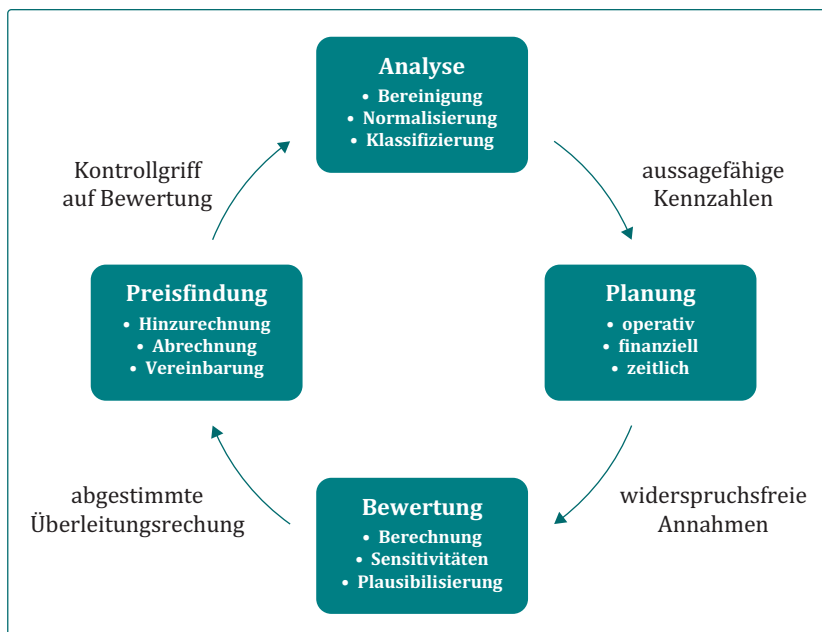 Analyse
• Bereinigung
• Normalisierung
• Klassifizierung
Kontrollgriff
auf Bewertung
aussagefähige
Kennzahlen
Preisfindung
• Hinzurechnung
• Abrechnung
• Vereinbarung
Planung
• operativ
• finanziell
• zeitlich
abgestimmte
Überleitungsrechung
Bewertung
• Berechnung
• Sensitivitäten
• Plausibilisierung
widerspruchsfreie
Annahmen